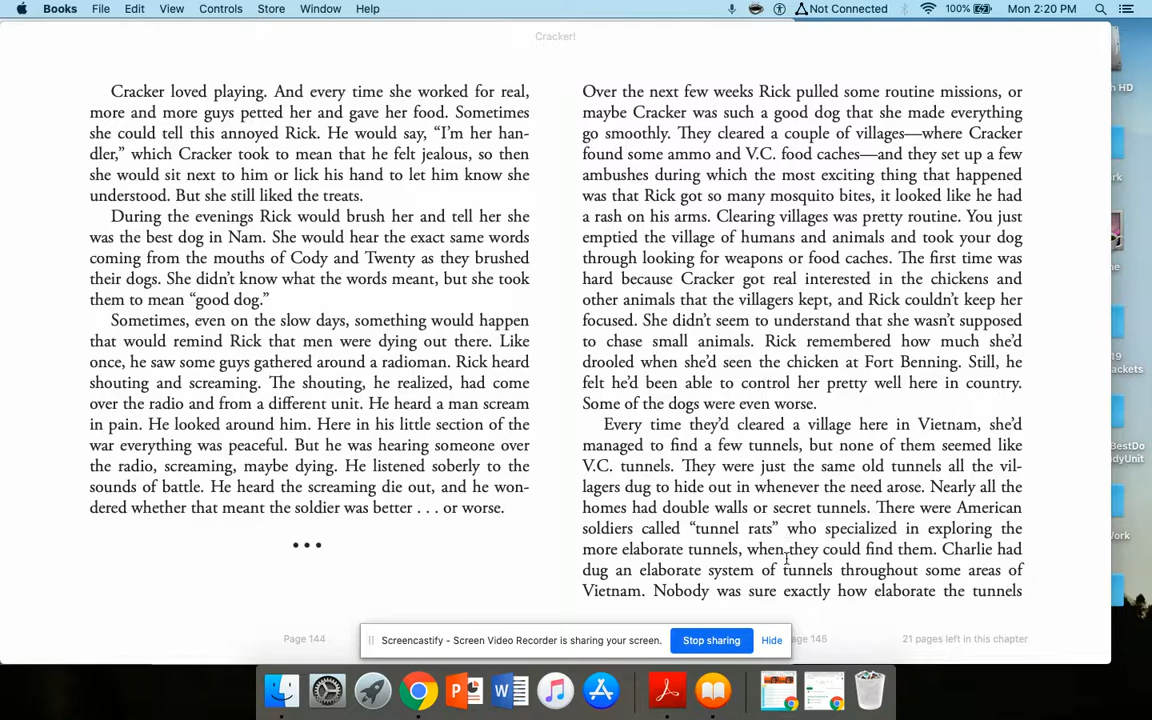 Books File Edit View Controls Store Window Help Not Connected 100% Mon 2:20 PM
Cracker!
HD
Cracker loved playing. And every time she worked for real,
more and more guys petted her and gave her food. Sometimes
she could tell this annoyed Rick. He would say, “I’m her han-
dler,” which Cracker took to mean that he felt jealous, so then
she would sit next to him or lick his hand to let him know she
understood. But she still liked the treats.
During the evenings Rick would brush her and tell her she
was the best dog in Nam. She would hear the exact same words
coming from the mouths of Cody and Twenty as they brushed
their dogs. She didn’t know what the words meant, but she took
them to mean “good dog.”
Sometimes, even on the slow days, something would happen
that would remind Rick that men were dying out there. Like
once, he saw some guys gathered around a radioman. Rick heard
shouting and screaming. The shouting, he realized, had come
over the radio and from a different unit. He heard a man scream
in pain. He looked around him. Here in his little section of the
war everything was peaceful. But he was hearing someone over
the radio, screaming, maybe dying. He listened soberly to the
sounds of battle. He heard the screaming die out, and he won-
dered whether that meant the soldier was better . . . or worse.
• • •
Page 144
Over the next few weeks Rick pulled some routine missions, or
maybe Cracker was such a good dog that she made everything
go smoothly. They cleared a couple of villages—where Cracker
found some ammo and V.C. food caches—and they set up a few
ambushes during which the most exciting thing that happened
was that Rick got so many mosquito bites, it looked like he had
a rash on his arms. Clearing villages was pretty routine. You just
emptied the village of humans and animals and took your dog
through looking for weapons or food caches. The first time was
hard because Cracker got real interested in the chickens and
other animals that the villagers kept, and Rick couldn’t keep her
focused. She didn’t seem to understand that she wasn’t supposed
to chase small animals. Rick remembered how much she’d
drooled when she’d seen the chicken at Fort Benning. Still, he
felt he’d been able to control her pretty well here in country.
Some of the dogs were even worse.
Every time they’d cleared a village here in Vietnam, she’d
managed to find a few tunnels, but none of them seemed like
V.C. tunnels. They were just the same old tunnels all the vil-
lagers dug to hide out in whenever the need arose. Nearly all the
homes had double walls or secret tunnels. There were American
soldiers called “tunnel rats” who specialized in exploring the
more elaborate tunnels, when they could find them. Charlie had
dug an elaborate system of tunnels throughout some areas of
Vietnam. Nobody was sure exactly how elaborate the tunnels
age 145
21 pages left in this chapter
Screencastify - Screen Video Recorder is sharing your screen. Stop sharing Hide
19
ackets
BestDo
dyUnit
Work